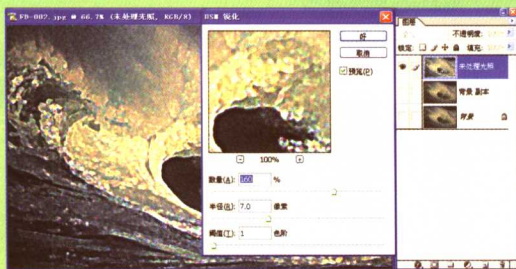 FD-002.jpg @ 66.7% (未处理光照, RGB/8)
USM 锐化
好
取消
预览(P)
100%
数量(A): 160 %
半径(R): 7.0 像素
阈值(T): 1 色阶
图层
不透明度:
锁定:
填充:
未处理光照
背景 副本
背景